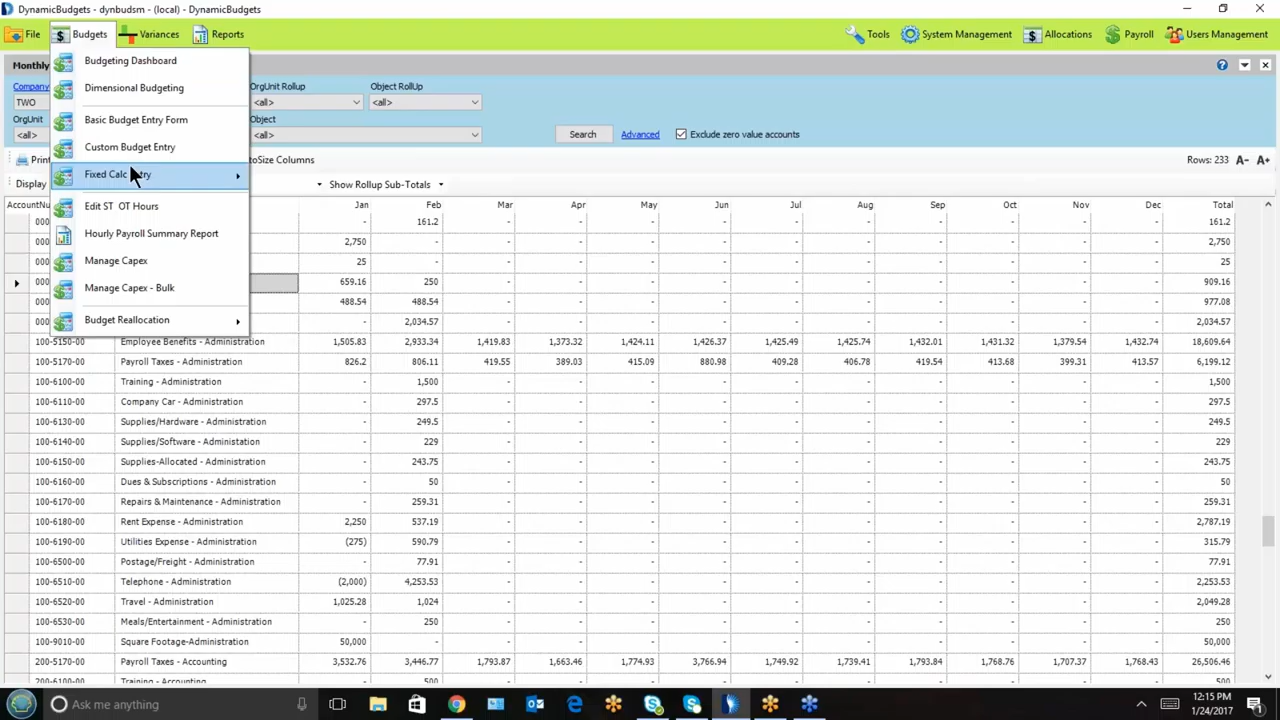 DynamicBudgets - dynbudsm - (local) - DynamicBudgets
File Budgets Variances Reports Tools System Management Allocations Payroll Users Management
Monthly
Budgeting Dashboard
Dimensional Budgeting
Basic Budget Entry Form
Custom Budget Entry
Fixed Calc
Edit ST OT Hours
Hourly Payroll Summary Report
Manage Capex
Manage Capex - Bulk
Budget Reallocation
Company OrgUnit Rollup Object RollUp
TWO <all> <all>
OrgUnit Object
<all> <all> Search Advanced Exclude zero value accounts
Print Columns Rows: 233 A- A+
Display Show Rollup Sub-Totals
Jan Feb Mar Apr May Jun Jul Aug Sep Oct Nov Dec Total
000 - 161.2 - - - - - - - - - - 161.2
000 2,750 - - - - - - - - - - - 2,750
000 25 - - - - - - - - - - - 25
000 659.16 250 - - - - - - - - - - 909.16
000 488.54 488.54 - - - - - - - - - - 977.08
000 - 2,034.57 - - - - - - - - - - 2,034.57
100-5150-00 Employee Benefits - Administration 1,505.83 2,933.34 1,419.83 1,373.32 1,424.11 1,426.37 1,425.49 1,425.74 1,432.01 1,431.32 1,379.54 1,432.74 18,609.64
100-5170-00 Payroll Taxes - Administration 826.2 806.11 419.55 389.03 415.09 880.98 409.28 406.78 419.54 413.68 399.31 413.57 6,199.12
100-6100-00 Training - Administration - 1,500 - - - - - - - - - - 1,500
100-6110-00 Company Car - Administration - 297.5 - - - - - - - - - - 297.5
100-6130-00 Supplies/Hardware - Administration - 249.5 - - - - - - - - - - 249.5
100-6140-00 Supplies/Software - Administration - 229 - - - - - - - - - - 229
100-6150-00 Supplies-Allocated - Administration - 243.75 - - - - - - - - - - 243.75
100-6160-00 Dues & Subscriptions - Administration - 50 - - - - - - - - - - 50
100-6170-00 Repairs & Maintenance - Administration - 259.31 - - - - - - - - - - 259.31
100-6180-00 Rent Expense - Administration 2,250 537.19 - - - - - - - - - - 2,787.19
100-6190-00 Utilities Expense - Administration (275) 590.79 - - - - - - - - - - 315.79
100-6500-00 Postage/Freight - Administration - 77.91 - - - - - - - - - - 77.91
100-6510-00 Telephone - Administration (2,000) 4,253.53 - - - - - - - - - - 2,253.53
100-6520-00 Travel - Administration 1,025.28 1,024 - - - - - - - - - - 2,049.28
100-6530-00 Meals/Entertainment - Administration - 250 - - - - - - - - - - 250
100-9010-00 Square Footage-Administration 50,000 - - - - - - - - - - - 50,000
200-5170-00 Payroll Taxes - Accounting 3,532.76 3,446.77 1,793.87 1,663.46 1,774.93 3,766.94 1,749.92 1,739.41 1,793.84 1,768.76 1,707.37 1,768.43 26,506.46
200-6100-00 Training - Accounting - 500
Ask me anything 12:15 PM
1/24/2017